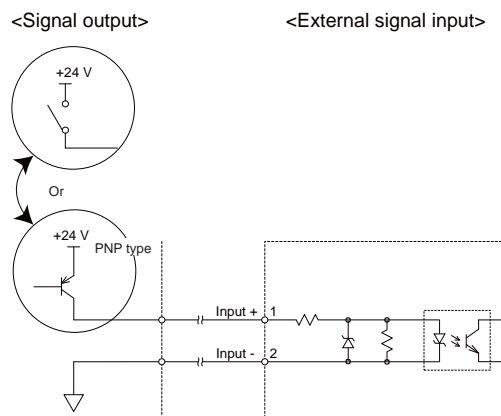 <Signal output>
<External signal input>
+24 V
Or
+24 V
PNP type
Input + 1
Input - 2